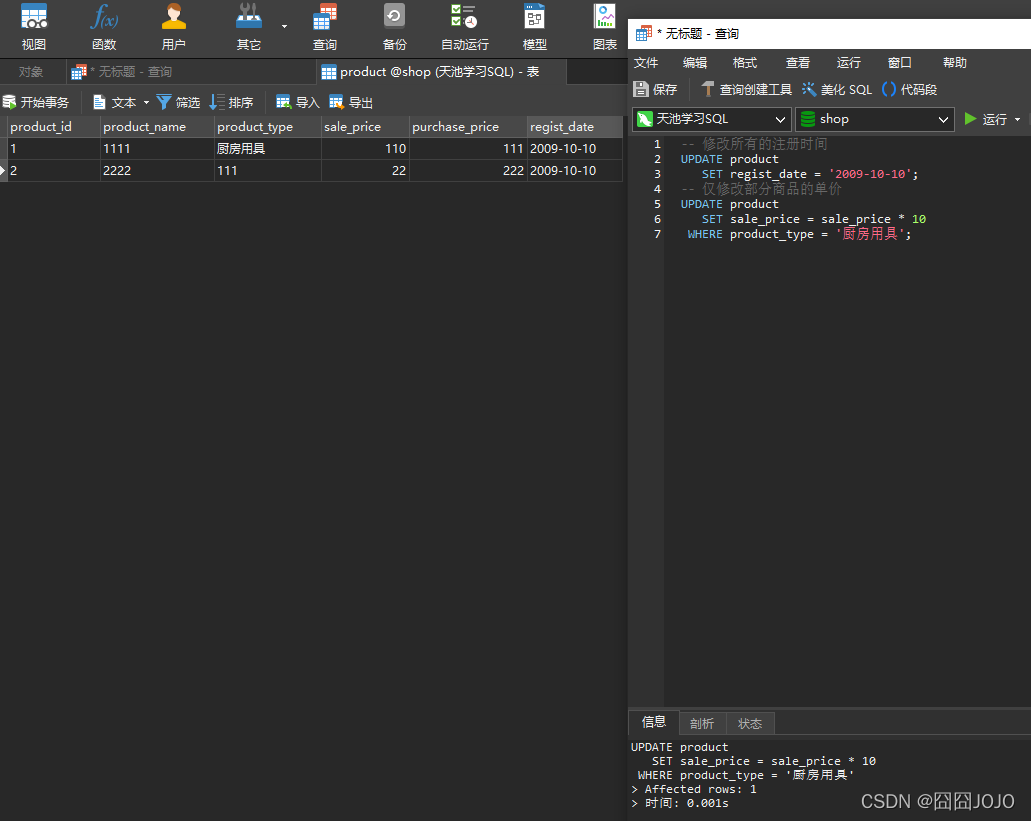 视图 函数 用户 其它 查询 备份 自动运行 模型 图表
对象 * 无标题 - 查询 product @shop (天池学习SQL) - 表
开始事务 文本 筛选 排序 导入 导出
product_id product_name product_type sale_price purchase_price regist_date
1 1111 厨房用具 110 111 2009-10-10
2 2222 111 22 222 2009-10-10
* 无标题 - 查询
文件 编辑 格式 查看 运行 窗口 帮助
保存 查询创建工具 美化 SQL 代码段
天池学习SQL shop 运行
1 -- 修改所有的注册时间
2 UPDATE product
3 SET regist_date = '2009-10-10';
4 -- 仅修改部分商品的单价
5 UPDATE product
6 SET sale_price = sale_price * 10
7 WHERE product_type = '厨房用具';
信息 剖析 状态
UPDATE product
SET sale_price = sale_price * 10
WHERE product_type = '厨房用具'
> Affected rows: 1
> 时间: 0.001s
CSDN @囧囧JOJO